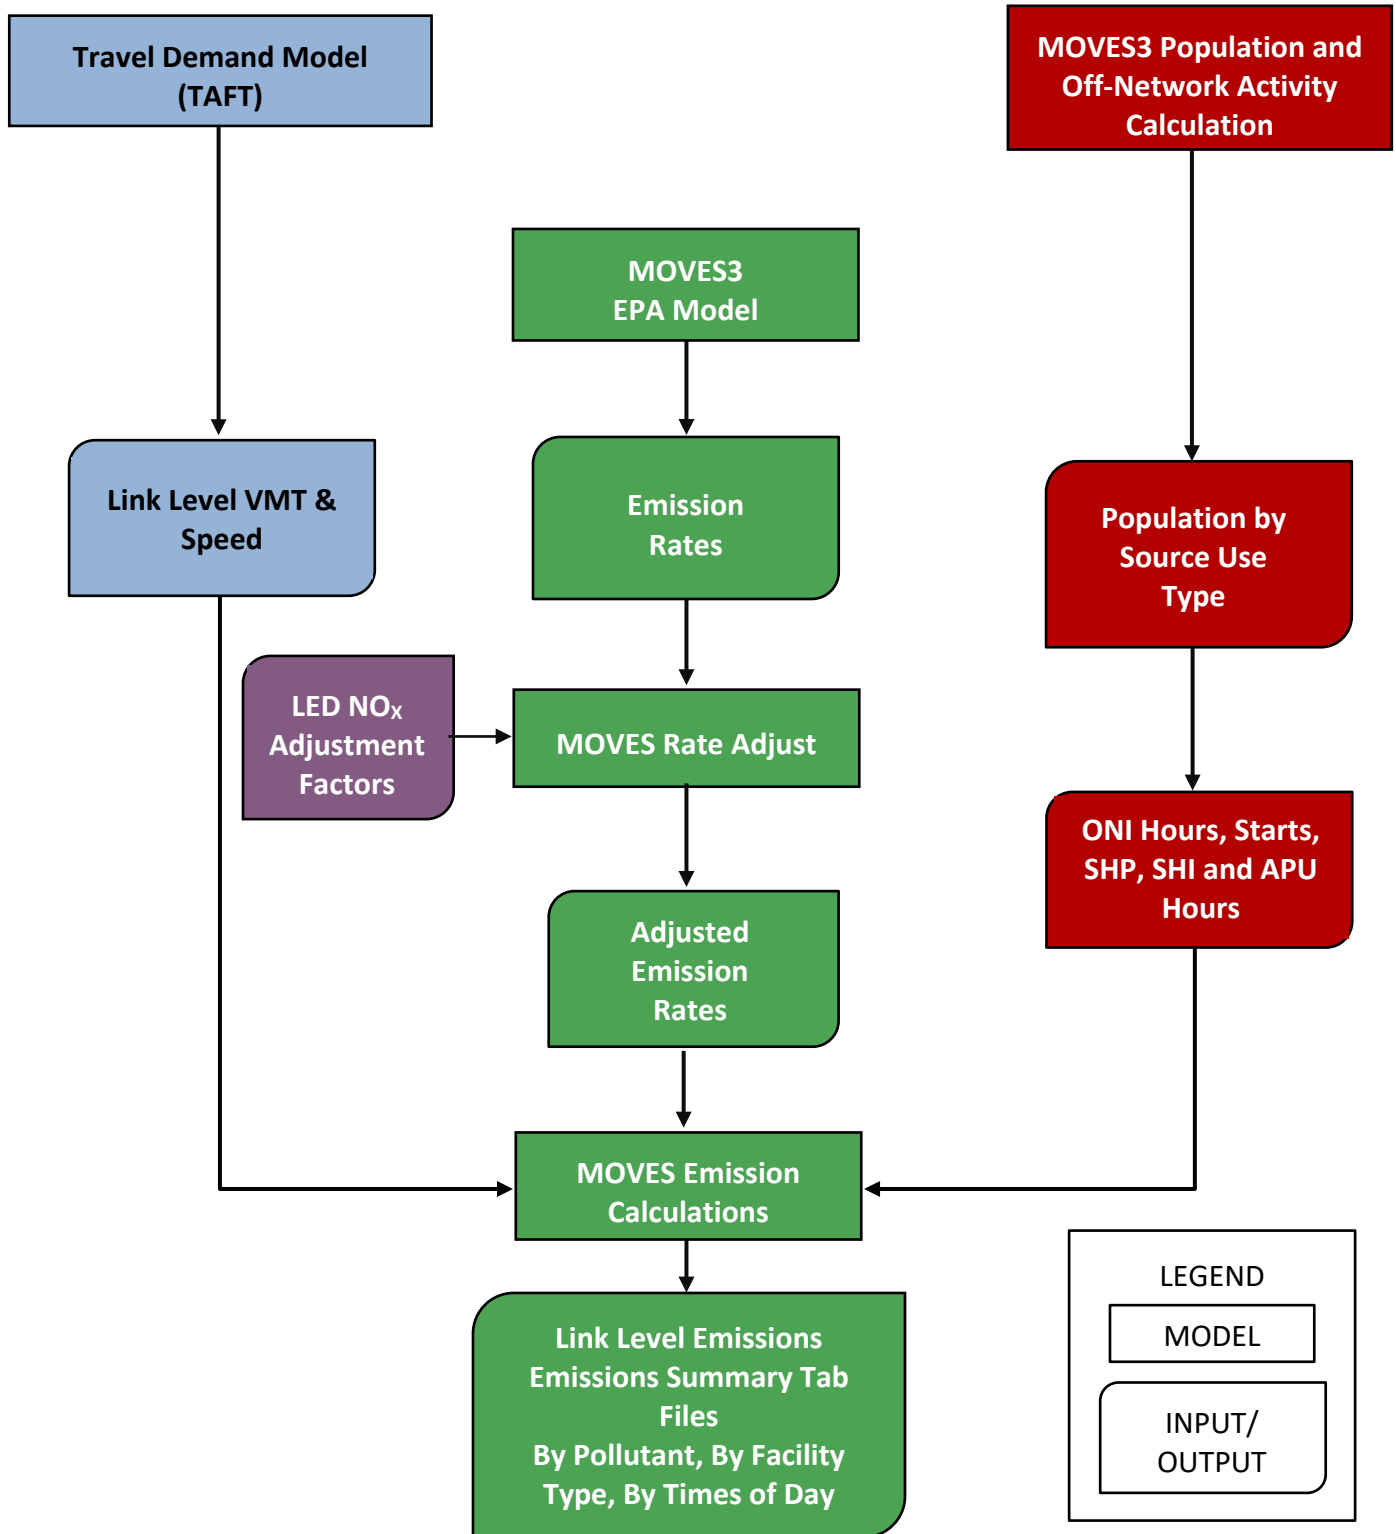 Travel Demand Model
(TAFT)
MOVES3 Population and
Off-Network Activity
Calculation
MOVES3
EPA Model
Link Level VMT &
Speed
Emission
Rates
Population by
Source Use
Type
LED NOX
Adjustment
Factors
MOVES Rate Adjust
ONI Hours, Starts,
SHP, SHI and APU
Hours
Adjusted
Emission
Rates
MOVES Emission
Calculations
Link Level Emissions
Emissions Summary Tab
Files
By Pollutant, By Facility
Type, By Times of Day
LEGEND
MODEL
INPUT/
OUTPUT